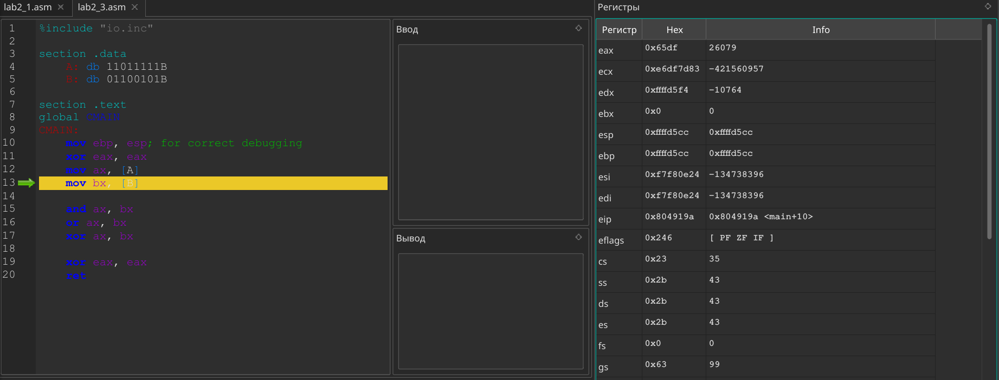 lab2_1.asm
lab2_3.asm
1 %include "io.inc"
2
3 section .data
4 A: db 11011111B
5 B: db 01100101B
6
7 section .text
8 global CMAIN
9 CMAIN:
10 mov ebp, esp; for correct debugging
11 xor eax, eax
12 mov ax, [A]
13 mov bx, [B]
14
15 and ax, bx
16 or ax, bx
17 xor ax, bx
18
19 xor eax, eax
20 ret
Ввод
Вывод
Регистры
Регистр Hex Info
eax 0x65df 26079
ecx 0xe6df7d83 -421560957
edx 0xffffd5f4 -10764
ebx 0x0 0
esp 0xffffd5cc 0xffffd5cc
ebp 0xffffd5cc 0xffffd5cc
esi 0xf7f80e24 -134738396
edi 0xf7f80e24 -134738396
eip 0x804919a 0x804919a <main+10>
eflags 0x246 [ PF ZF IF ]
cs 0x23 35
ss 0x2b 43
ds 0x2b 43
es 0x2b 43
fs 0x0 0
gs 0x63 99